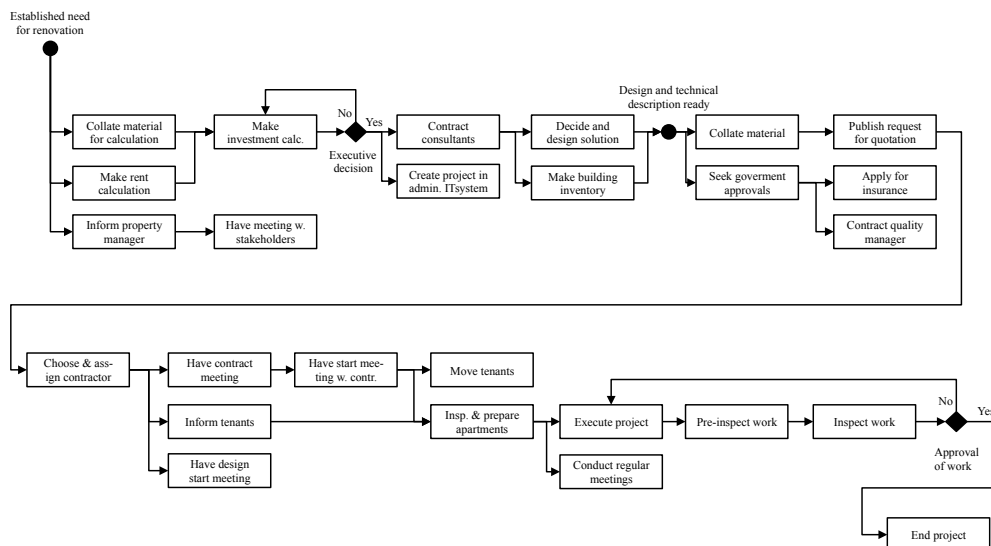 Established need
for renovation
Collate material
for calculation
Make
investment calc.
No
Yes
Executive
decision
Contract
consultants
Decide and
design solution
Design and technical
description ready
Collate material
Publish request
for quotation
Make rent
calculation
Create project in
admin. ITsystem
Make building
inventory
Seek goverment
approvals
Apply for
insurance
Inform property
manager
Have meeting w.
stakeholders
Contract quality
manager
Choose & ass-
ign contractor
Have contract
meeting
Have start mee-
ting w. contr.
Move tenants
Inform tenants
Insp. & prepare
apartments
Execute project
Pre-inspect work
Inspect work
No
Yes
Approval
of work
Have design
start meeting
Conduct regular
meetings
End project